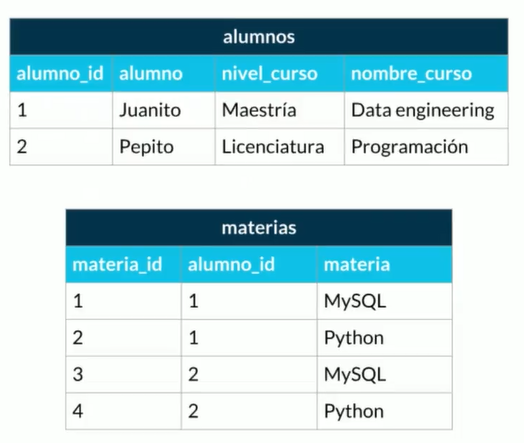 alumnos
alumno_id alumno nivel_curso nombre_curso
1 Juanito Maestría Data engineering
2 Pepito Licenciatura Programación
materias
materia_id alumno_id materia
1 1 MySQL
2 1 Python
3 2 MySQL
4 2 Python